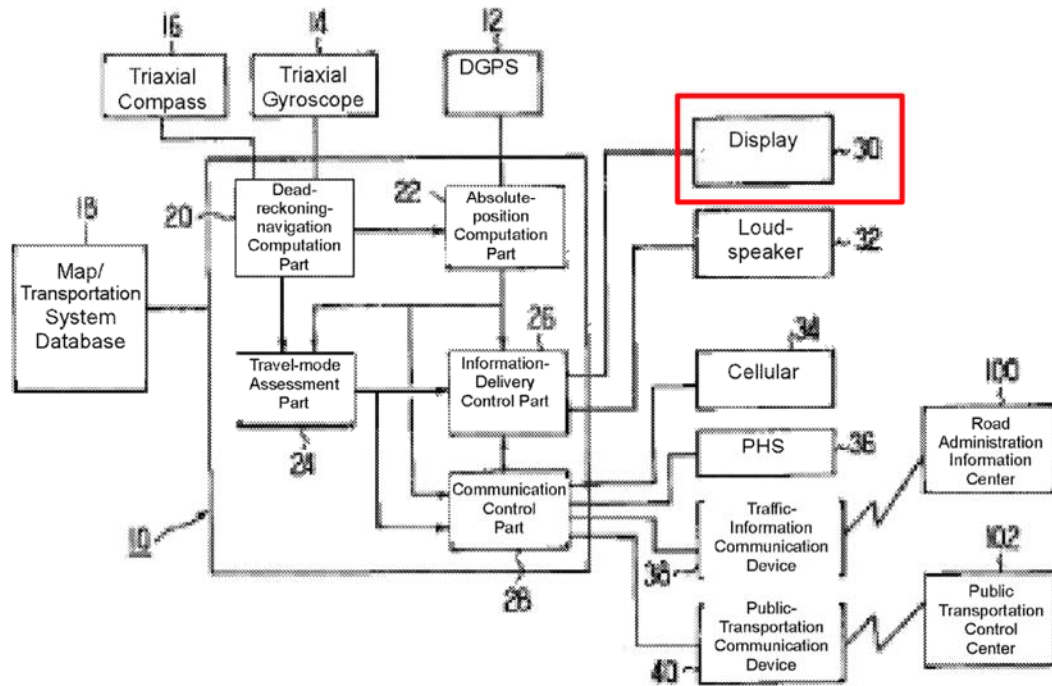 16
14
12
Triaxial
Compass
Triaxial
Gyroscope
DGPS
Display
30
18
20
Dead-
reckoning-
navigation
Computation
Part
22
Absolute-
position
Computation
Part
Loud-
speaker
32
Map/
Transportation
System
Database
26
34
Travel-mode
Assessment
Part
24
Information-
Delivery
Control Part
Cellular
100
PHS
36
Road
Administration
Information
Center
Communication
Control
Part
28
10
Traffic-
Information
Communication
Device
38
102
Public-
Transportation
Communication
Device
40
Public
Transportation
Control
Center